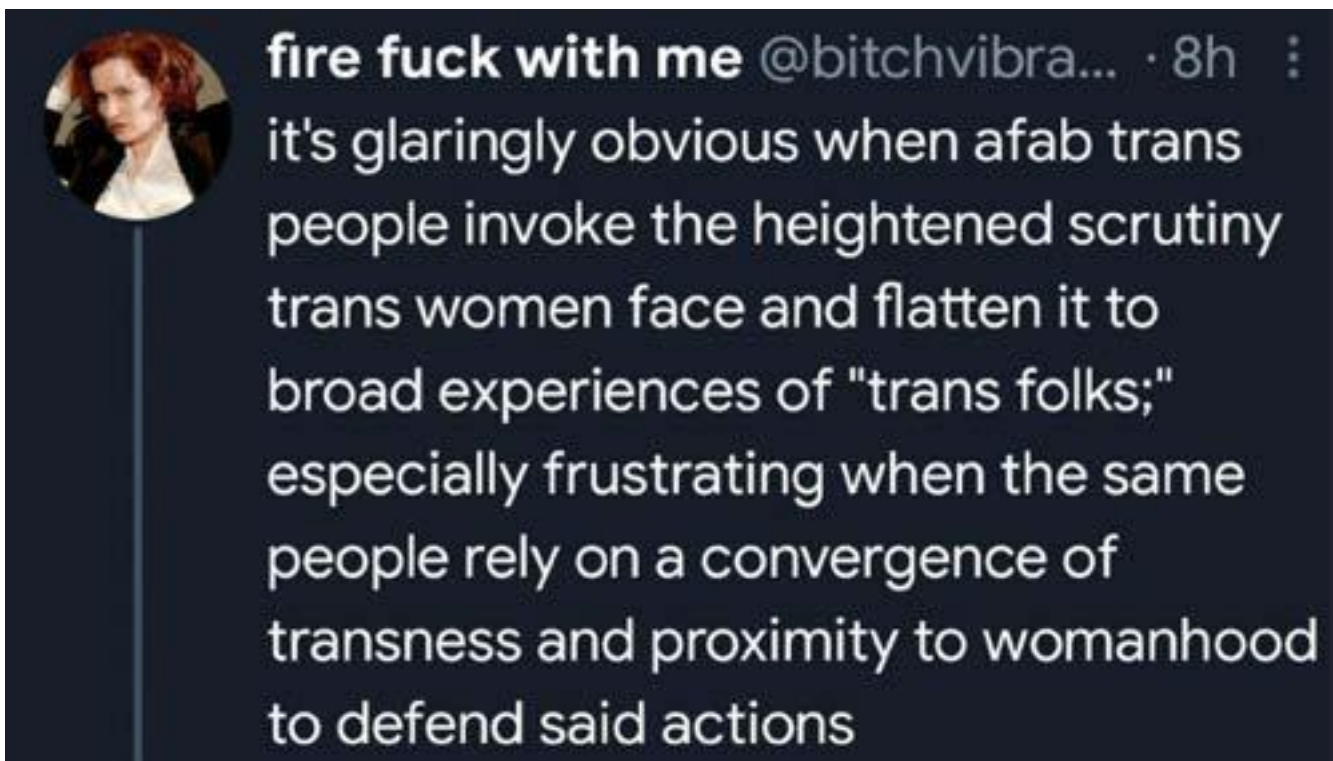 fire fuck with me @bitchvibra... · 8h
it's glaringly obvious when afab trans
people invoke the heightened scrutiny
trans women face and flatten it to
broad experiences of "trans folks;"
especially frustrating when the same
people rely on a convergence of
transness and proximity to womanhood
to defend said actions